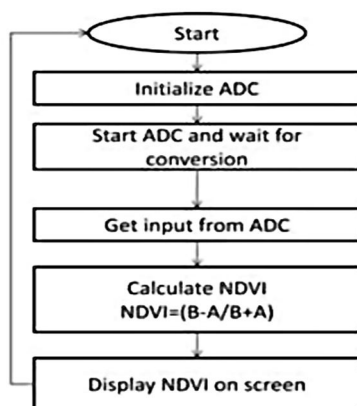 Start
Initialize ADC
Start ADC and wait for
conversion
Get input from ADC
Calculate NDVI
NDVI=(B-A/B+A)
Display NDVI on screen